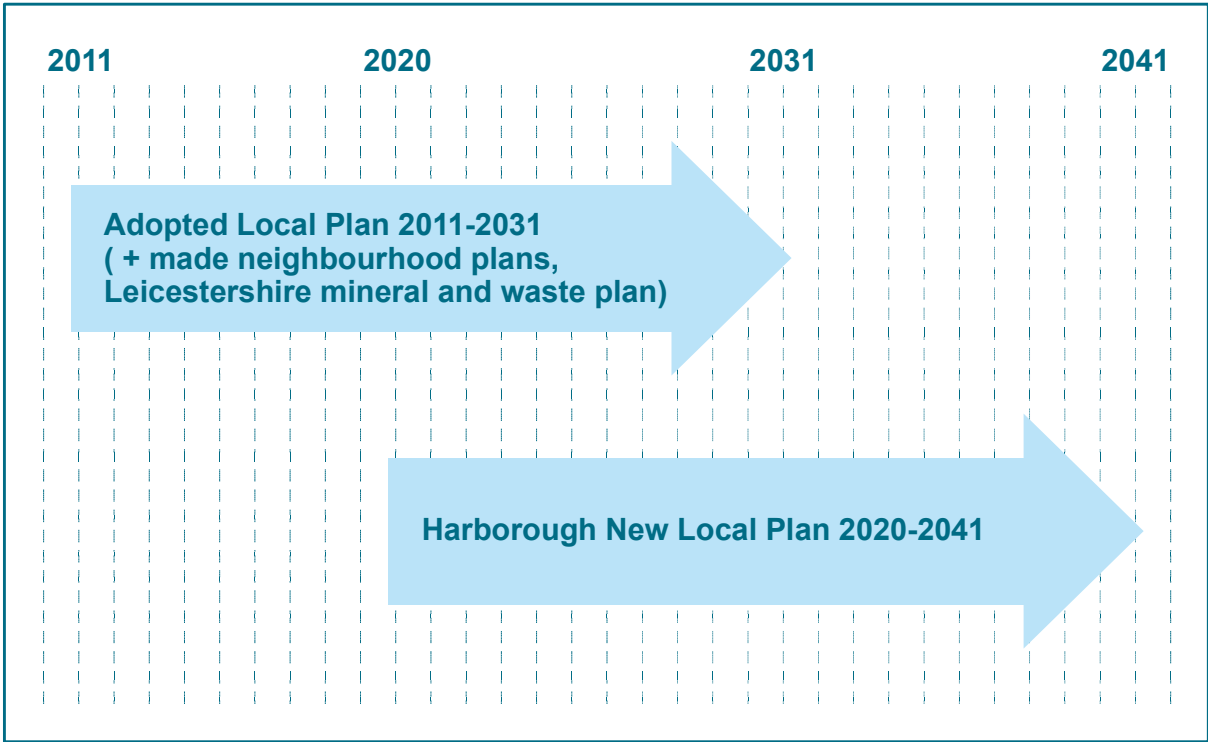 2011 2020 2031 2041
Adopted Local Plan 2011-2031
( + made neighbourhood plans,
Leicestershire mineral and waste plan)
Harborough New Local Plan 2020-2041